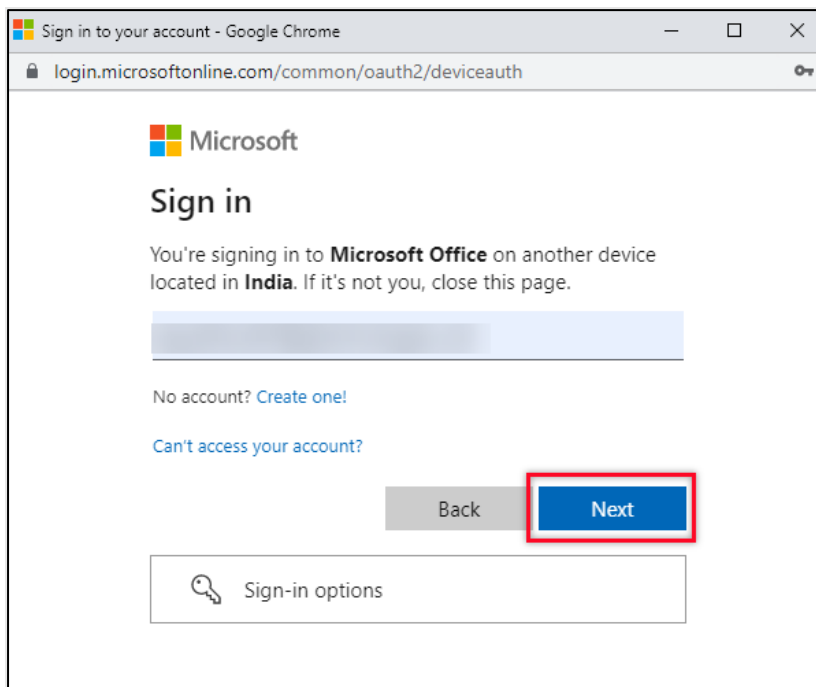 Sign in to your account - Google Chrome
login.microsoftonline.com/common/oauth2/deviceauth
Microsoft
Sign in
You're signing in to Microsoft Office on another device
located in India. If it's not you, close this page.
No account? Create one!
Can't access your account?
Back
Next
Sign-in options